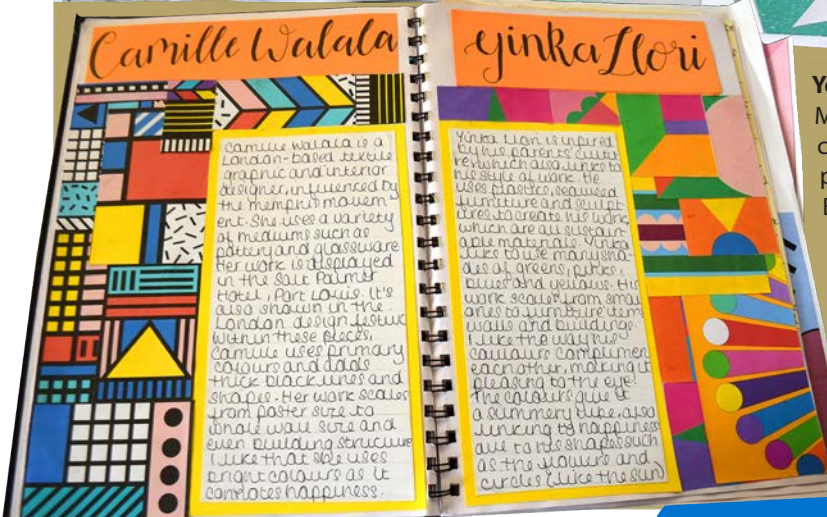 Camille Walala
Camille Walala is a
London-based textile
graphic and interior
designer, influenced by
the memphis movem
ent. She uses a variety
of mediums such as
pottery and glassware
Her work is displayed
in the Salt Palmar
Hotel, Port Louis. It's
also shown in the
London design festive
Within these pieces,
Camille uses primary
colours and adds
thick black lines and
shapes. Her work scales
from poster size to
whole wall size and
even building structure
I like that she uses
bright colours as it
connotes happiness.
Yinka Ilori
Yinka Ilori is inspired
by his parents' cultu
re which also links to
his style of work. He
uses plastics, seaweed
furniture and sculpt
ures to create his work,
which are all sustain
able materials. Yinka
likes to use many sha-
des of greens, pinks,
blues and yellows. His
work scales from smal
ones to furniture item
walls and buildings.
I like the way his
colours complimen
each other, making it
pleasing to the eye.
The colours give it
a summery vibe, also
linking to happiness
due to his shapes such
as the flowers and
circles (like the sun)